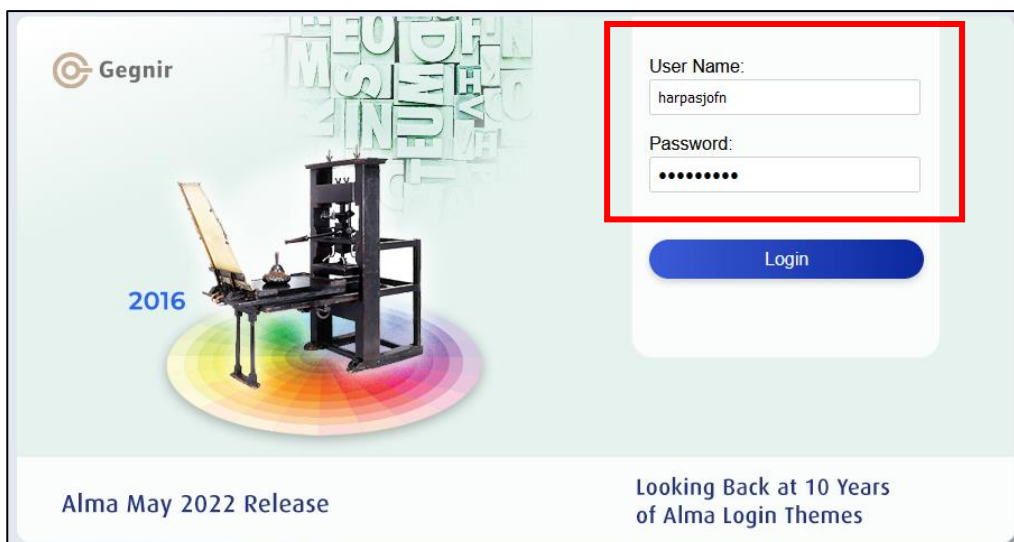 Gegnir
User Name:
harpasjofn
Password:
•••••••••
Login
2016
Alma May 2022 Release
Looking Back at 10 Years
of Alma Login Themes